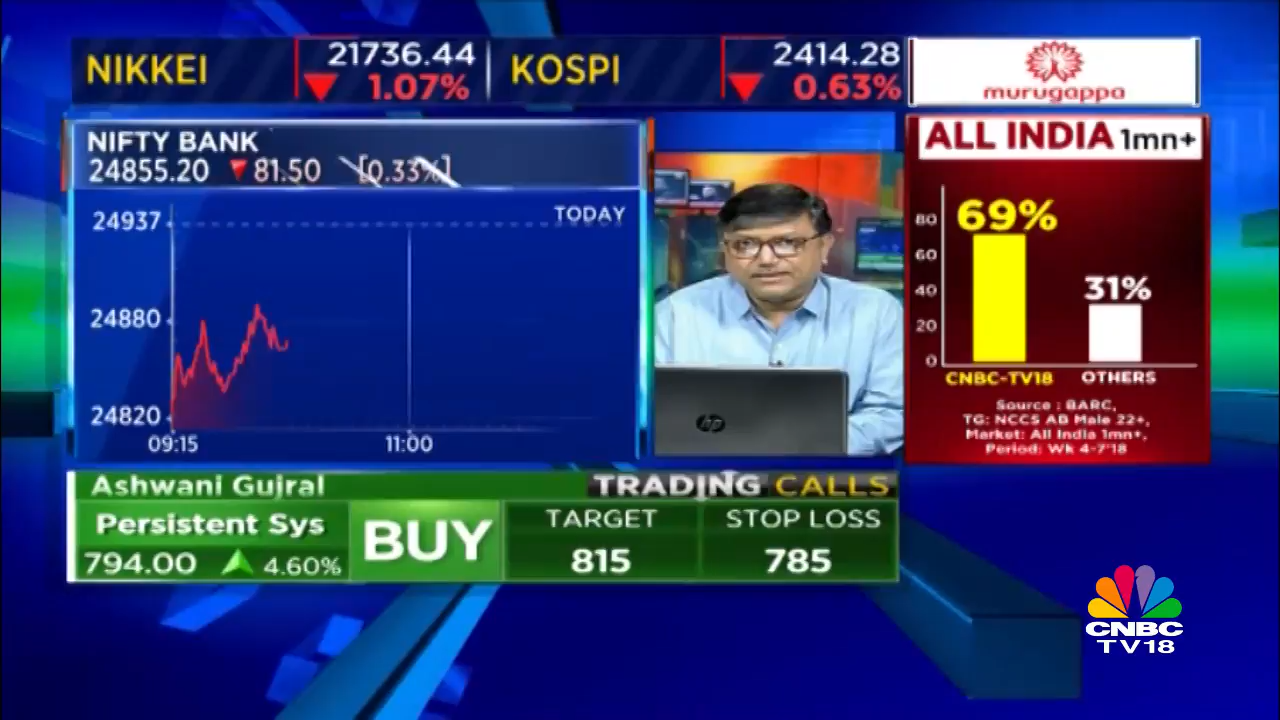 NIKKEI
21736.44
1.07%
KOSPI
2414.28
0.63%
murugappa
NIFTY BANK
24855.20 81.50 [0.33%]
TODAY
24937
24880
24820
09:15 11:00
hp
ALL INDIA 1mn+
80
60
40
20
0
69%
31%
CNBC-TV18 OTHERS
Source : BARC,
TG: NCCS AB Male 22+,
Market: All India 1mn+,
Period: Wk 4-7'18
Ashwani Gujral
TRADING CALLS
Persistent Sys
794.00 4.60%
BUY
TARGET
815
STOP LOSS
785
CNBC
TV18